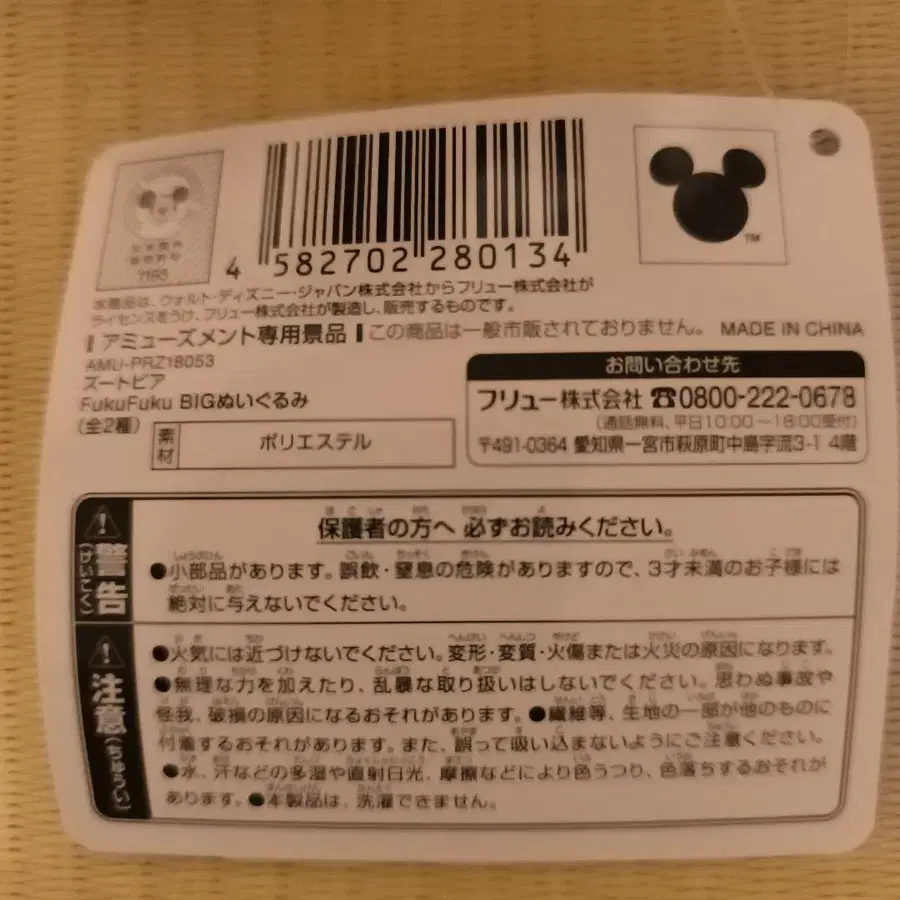 7193
4 582702 280134
TM
本商品は、ウォルト・ディズニー・ジャパン株式会社からフリュー株式会社が
ライセンスをうけ、フリュー株式会社が製造し、販売するものです。
アミューズメント専用景品 この商品は一般市販されておりません。 MADE IN CHINA
AMU-PRZ18053
ズートピア
FukuFuku BIGぬいぐるみ
(全2種)
素材 ポリエステル
お問い合わせ先
フリュー株式会社 ☎0800-222-0678
(通話無料、平日10:00～18:00受付)
〒491-0364 愛知県一宮市萩原町中島字流3-1 4階
警告(けいこく)
保護者の方へ 必ずお読みください。
●小部品があります。誤飲・窒息の危険がありますので、3才未満のお子様には
絶対に与えないでください。
注意(ちゅうい)
●火気には近づけないでください。変形・変質・火傷または火災の原因になります。
●無理な力を加えたり、乱暴な取り扱いはしないでください。思わぬ事故や
怪我、破損の原因になるおそれがあります。●繊維等、生地の一部が他のものに
付着するおそれがあります。また、誤って吸い込まないようにご注意ください。
●水、汗などの多湿や直射日光、摩擦などにより色うつり、色落ちするおそれが
あります。●本製品は、洗濯できません。